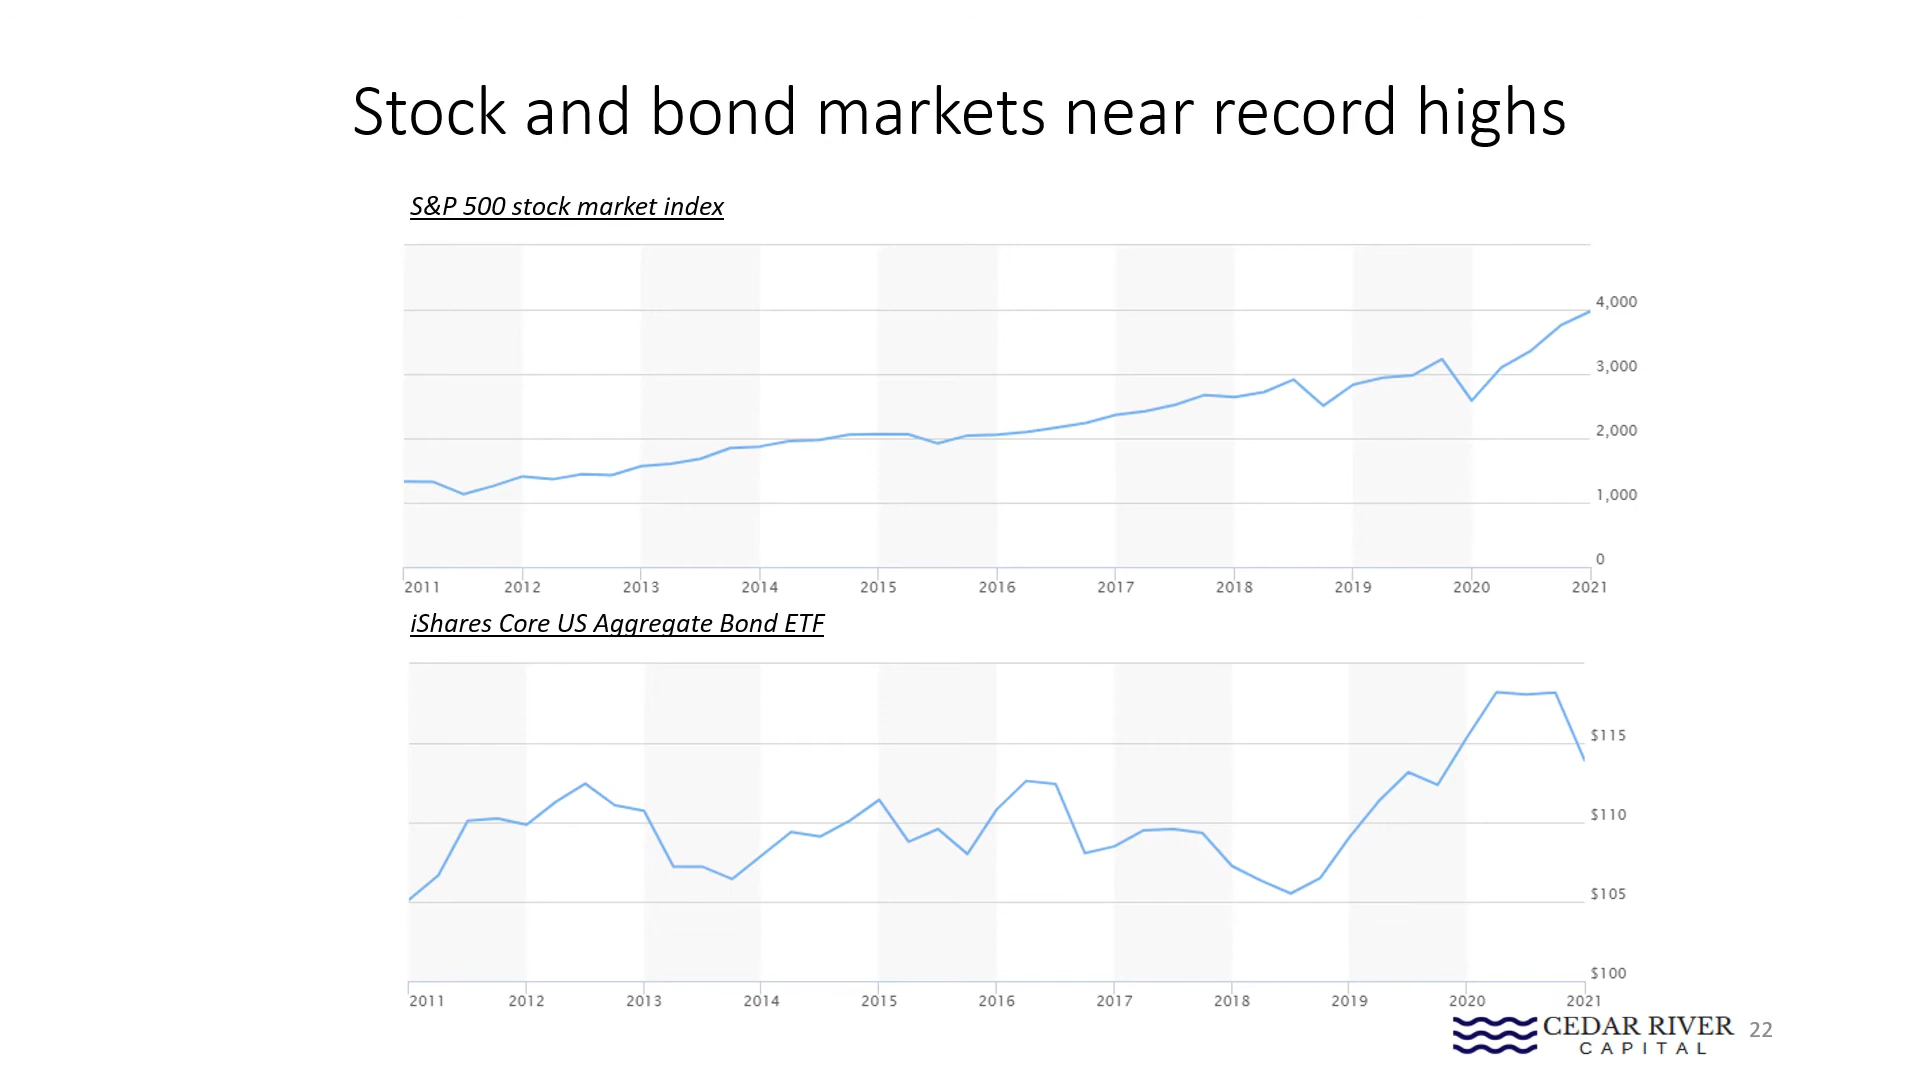 Stock and bond markets near record highs
S&P 500 stock market index
4,000
3,000
2,000
1,000
0
2011 2012 2013 2014 2015 2016 2017 2018 2019 2020 2021
iShares Core US Aggregate Bond ETF
$115
$110
$105
$100
2011 2012 2013 2014 2015 2016 2017 2018 2019 2020 2021
CEDAR RIVER
CAPITAL
22